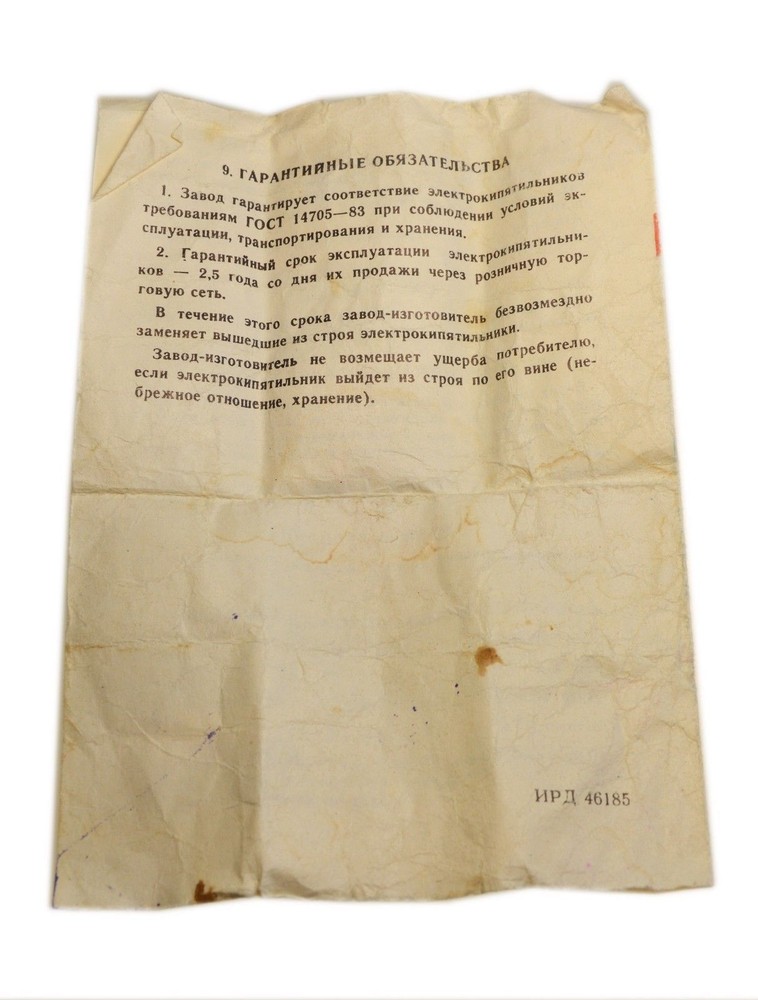 9. ГАРАНТИЙНЫЕ ОБЯЗАТЕЛЬСТВА
1. Завод гарантирует соответствие электрокипятильников
требованиям ГОСТ 14705—83 при соблюдении условий эк-
сплуатации, транспортирования и хранения.
2. Гарантийный срок эксплуатации электрокипятильни-
ков — 2,5 года со дня их продажи через розничную тор-
говую сеть.
В течение этого срока завод-изготовитель безвозмездно
заменяет вышедшие из строя электрокипятильники.
Завод-изготовитель не возмещает ущерба потребителю,
если электрокипятильник выйдет из строя по его вине (не-
брежное отношение, хранение).
ИРД 46185